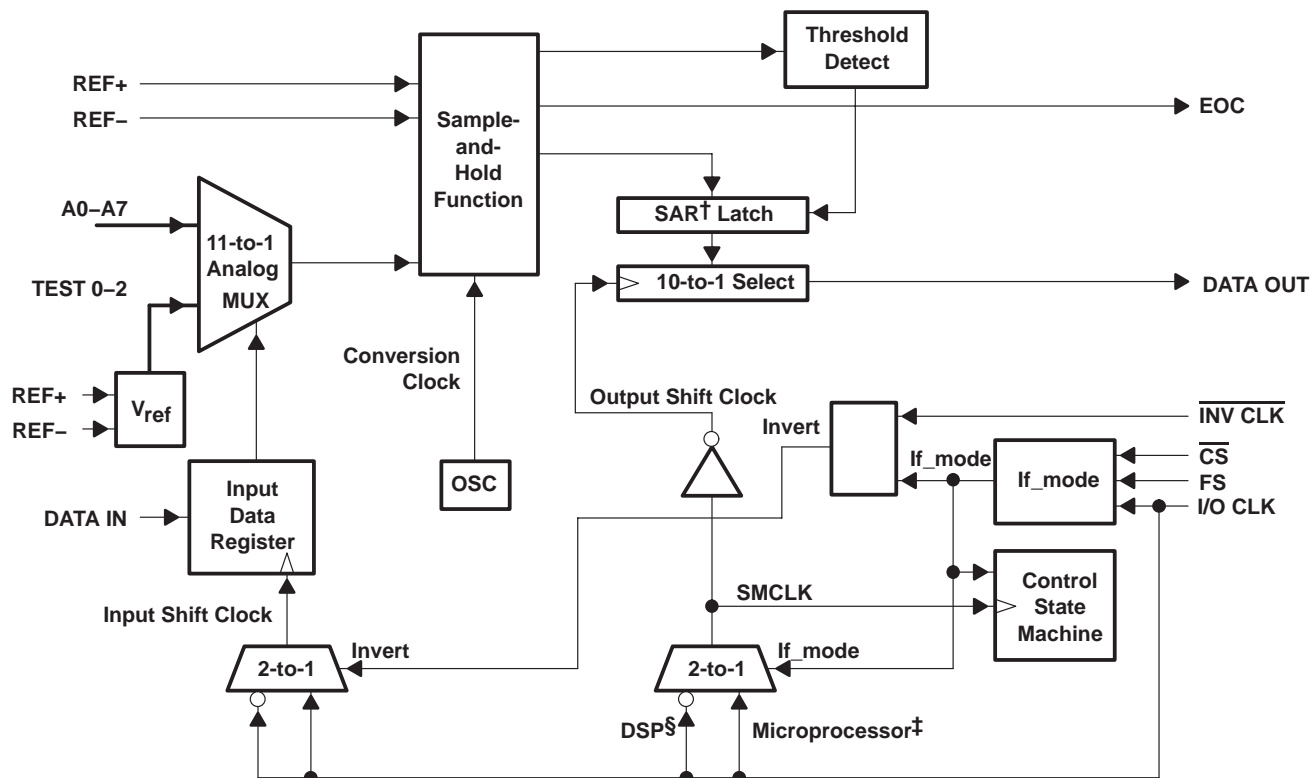 Threshold
Detect
REF+
REF–
Sample-
and-
Hold
Function
EOC
A0–A7
SAR† Latch
11-to-1
Analog
MUX
10-to-1 Select
DATA OUT
TEST 0–2
Conversion
Clock
REF+
REF–
Vref
Output Shift Clock
Invert
INV CLK
If_mode
CS
FS
I/O CLK
If_mode
OSC
Input
Data
Register
DATA IN
Control
State
Machine
SMCLK
Input Shift Clock
Invert
2-to-1
If_mode
2-to-1
DSP§
Microprocessor‡